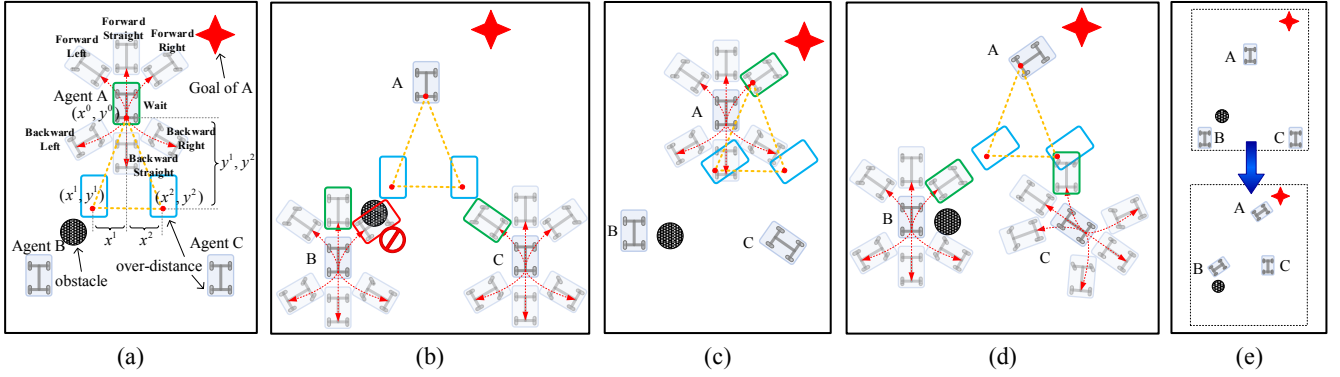 Forward
Straight
Forward
Left
Forward
Right
Goal of A
Agent A
(x⁰, y⁰)
Wait
Backward
Left
Backward
Right
Backward
Straight
y¹, y²
(x¹, y¹)
(x², y²)
x¹
x²
Agent B
Agent C
over-distance
obstacle
(a)
A
B
C
(b)
A
B
C
(c)
A
B
C
(d)
A
B
C
A
B
C
(e)